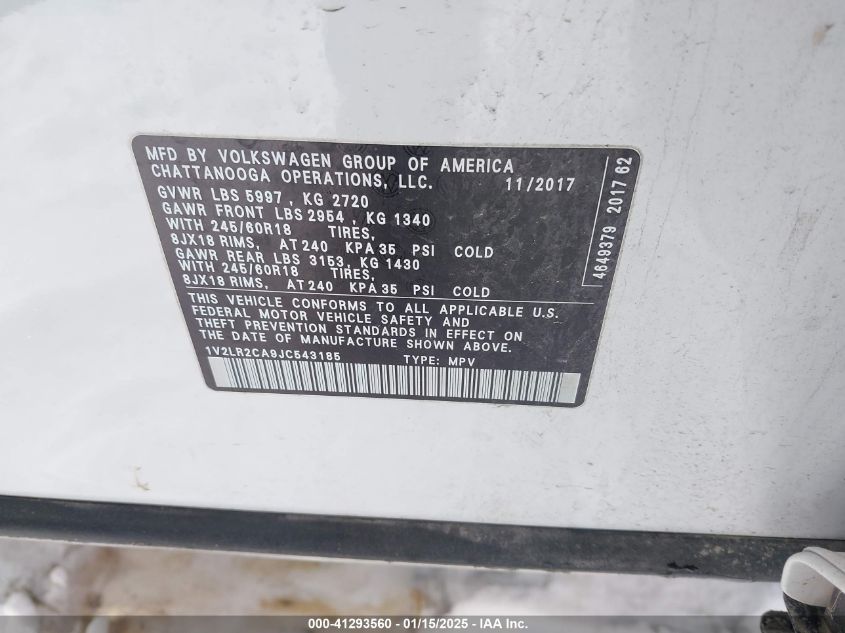 MFD BY VOLKSWAGEN GROUP OF AMERICA
CHATTANOOGA OPERATIONS, LLC. 11/2017
GVWR LBS 5997 , KG 2720
GAWR FRONT LBS 2954 , KG 1340
WITH 245/60R18 TIRES,
8JX18 RIMS, AT 240 KPA 35 PSI COLD
GAWR REAR LBS 3153, KG 1430
WITH 245/60R18 TIRES,
8JX18 RIMS, AT 240 KPA 35 PSI COLD
THIS VEHICLE CONFORMS TO ALL APPLICABLE U.S.
FEDERAL MOTOR VEHICLE SAFETY AND
THEFT PREVENTION STANDARDS IN EFFECT ON
THE DATE OF MANUFACTURE SHOWN ABOVE.
1V2LR2CA9JC543185 TYPE: MPV
4649379 2017 62
000-41293560 - 01/15/2025 - IAA Inc.